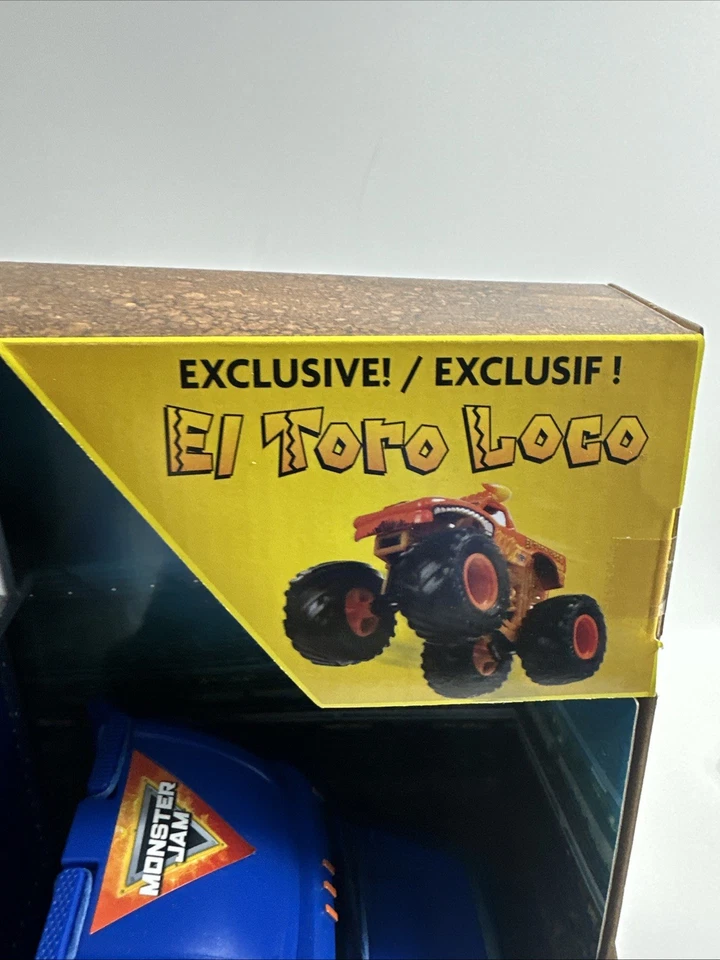 EXCLUSIVE! / EXCLUSIF !
El Toro Loco
MONSTER
JAM